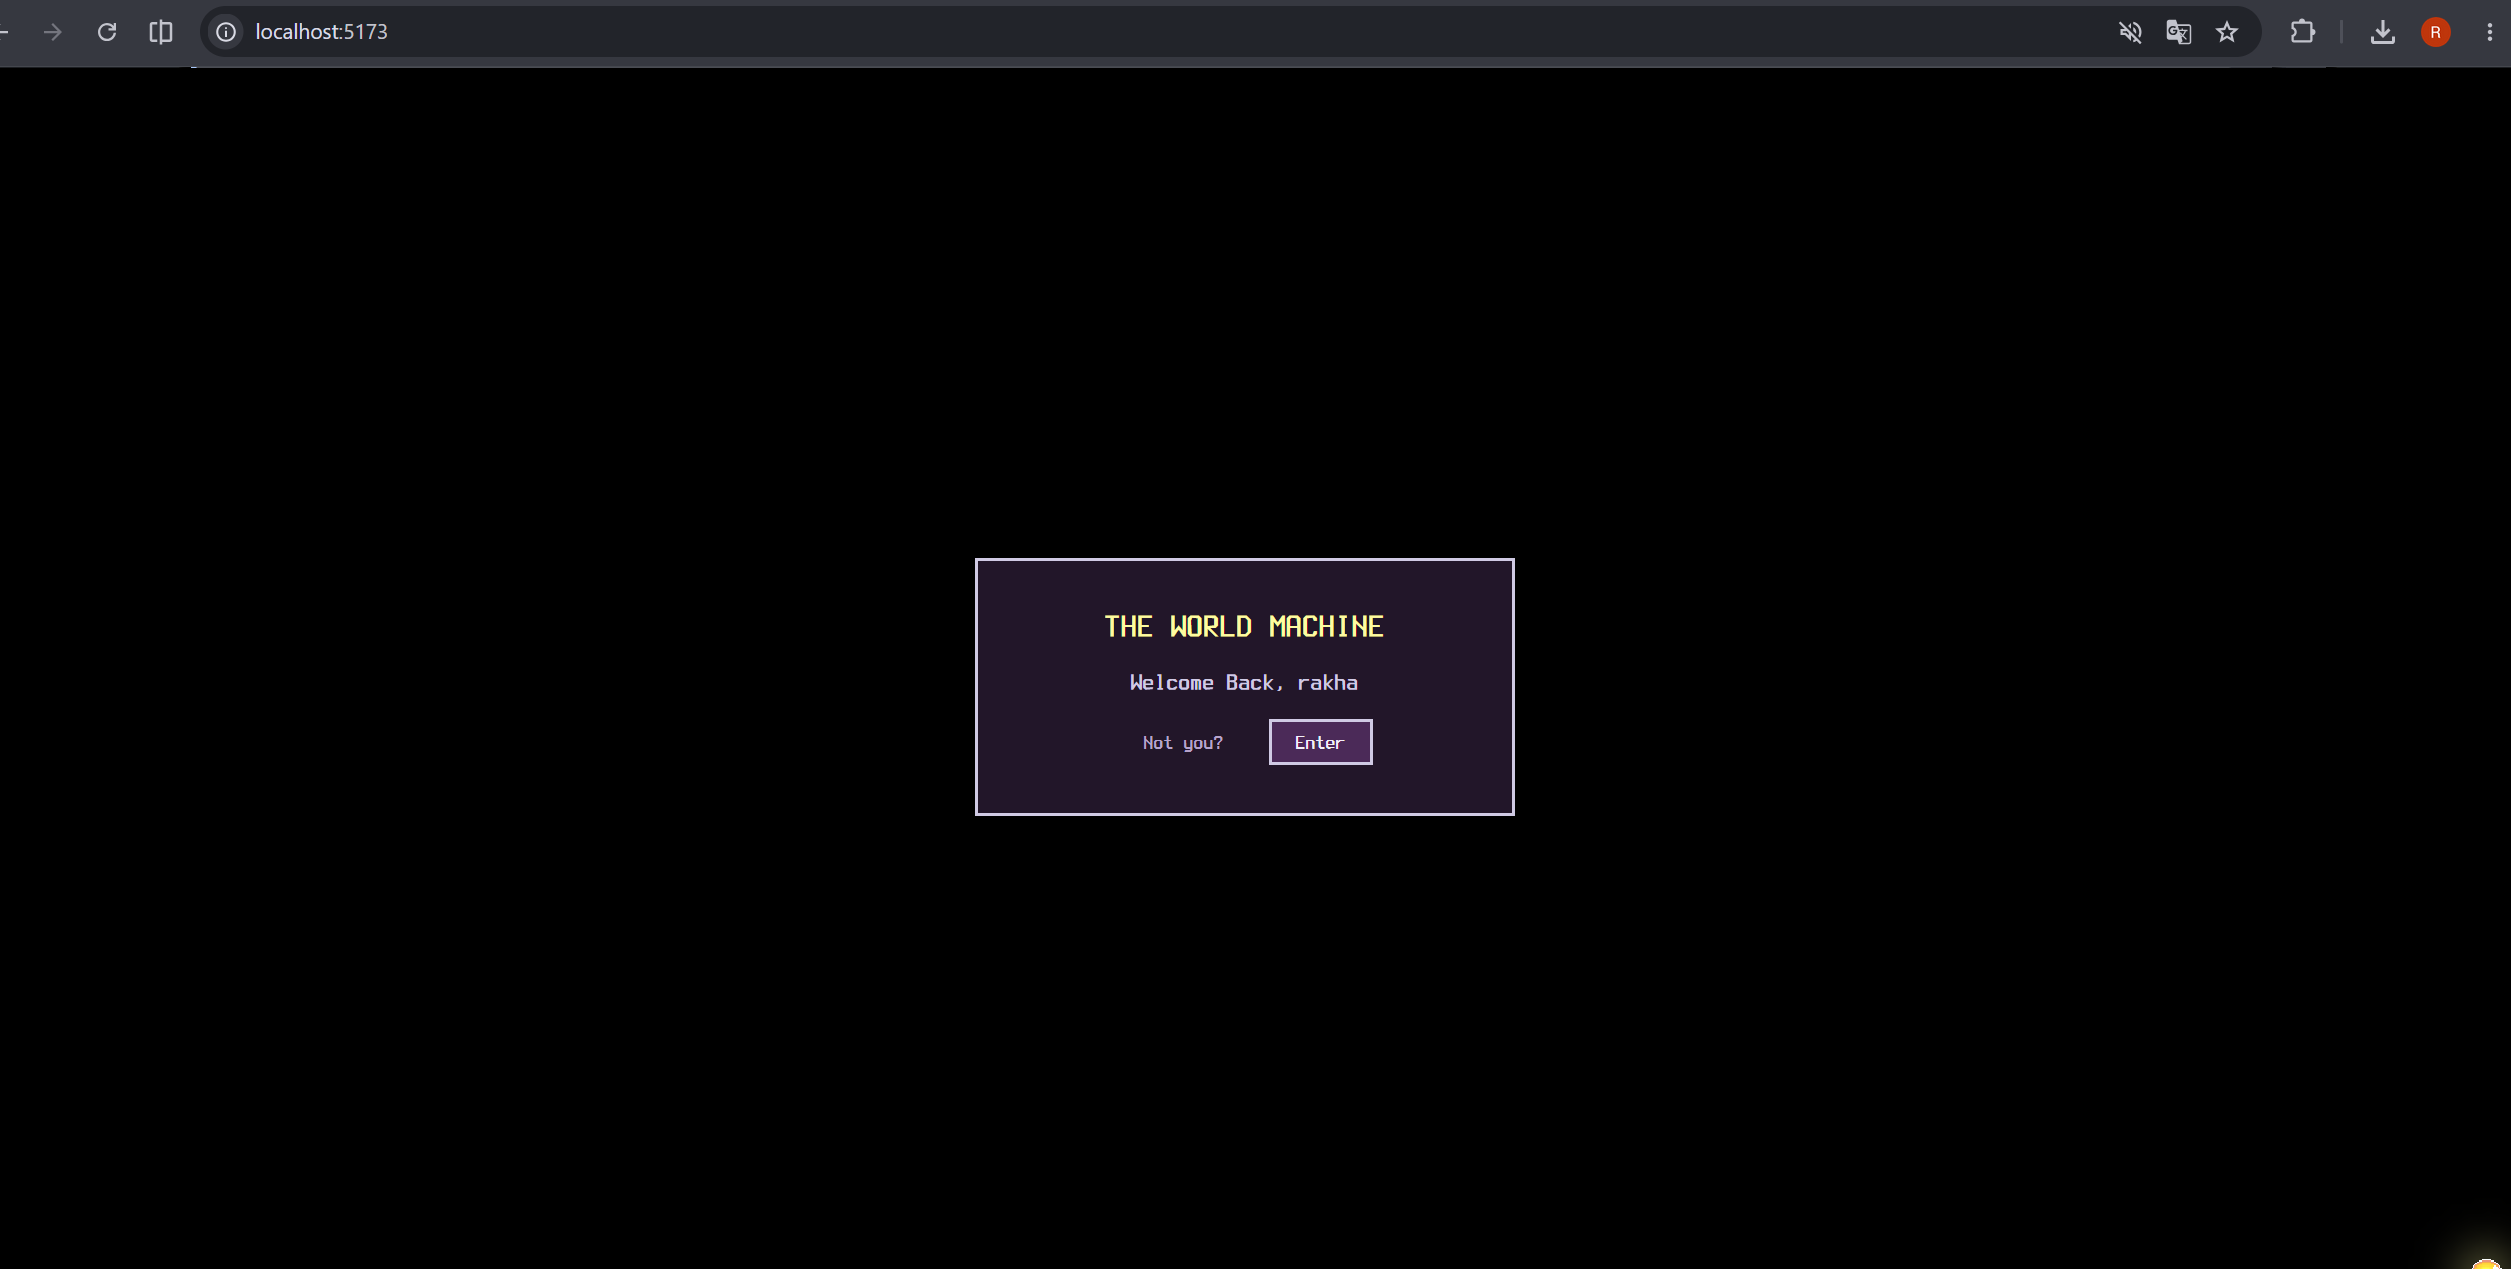 localhost:5173
R
THE WORLD MACHINE
Welcome Back, rakha
Not you? Enter